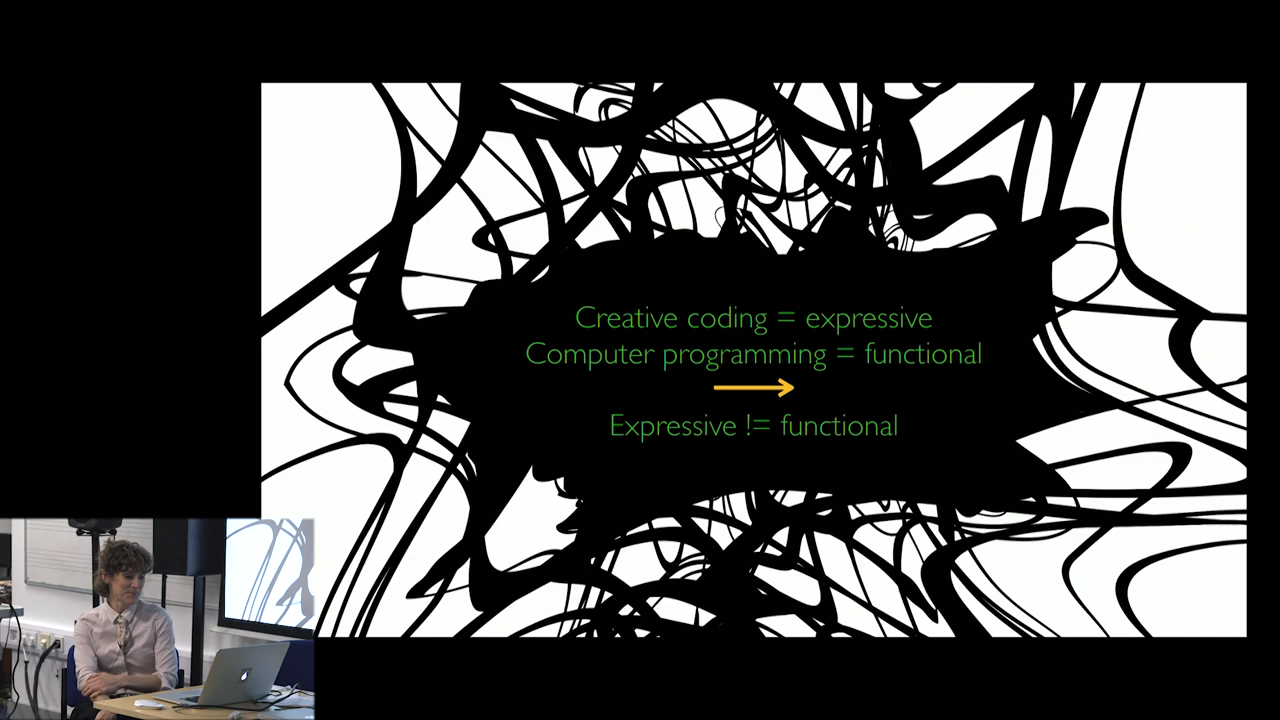 Creative coding = expressive
Computer programming = functional
Expressive != functional